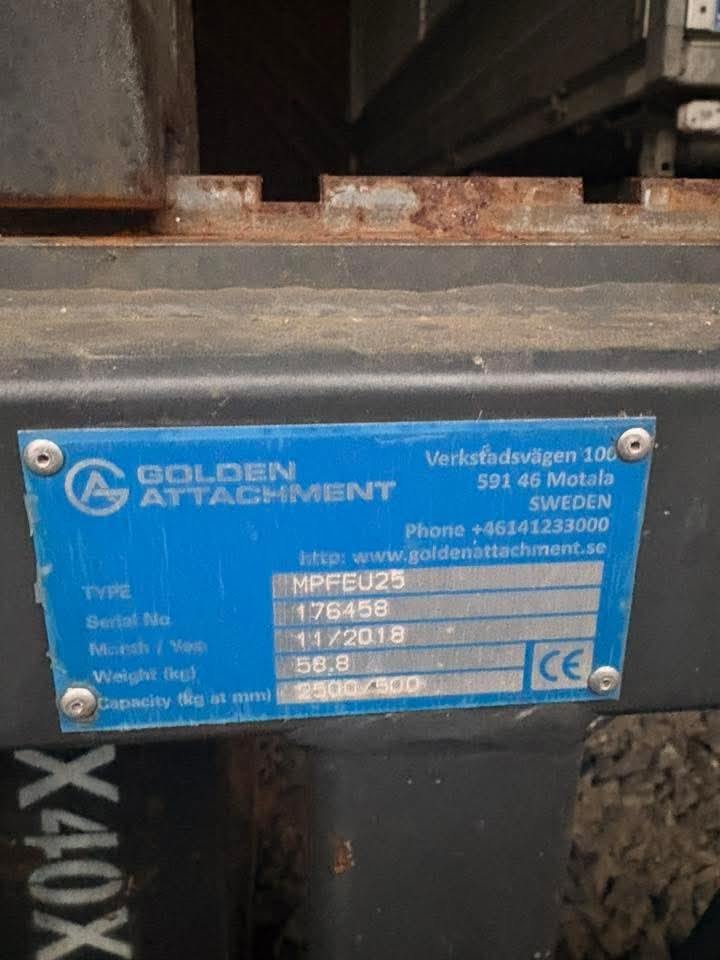 GOLDEN
ATTACHMENT
Verkstadsvägen 100
591 46 Motala
SWEDEN
Phone +46141233000
http: www.goldenattachment.se
TYPE MPFEU25
Serial No 176458
Month / Year 11/2018
Weight (kg) 58.8
Capacity (kg at mm) 2500/500
CE
X40X